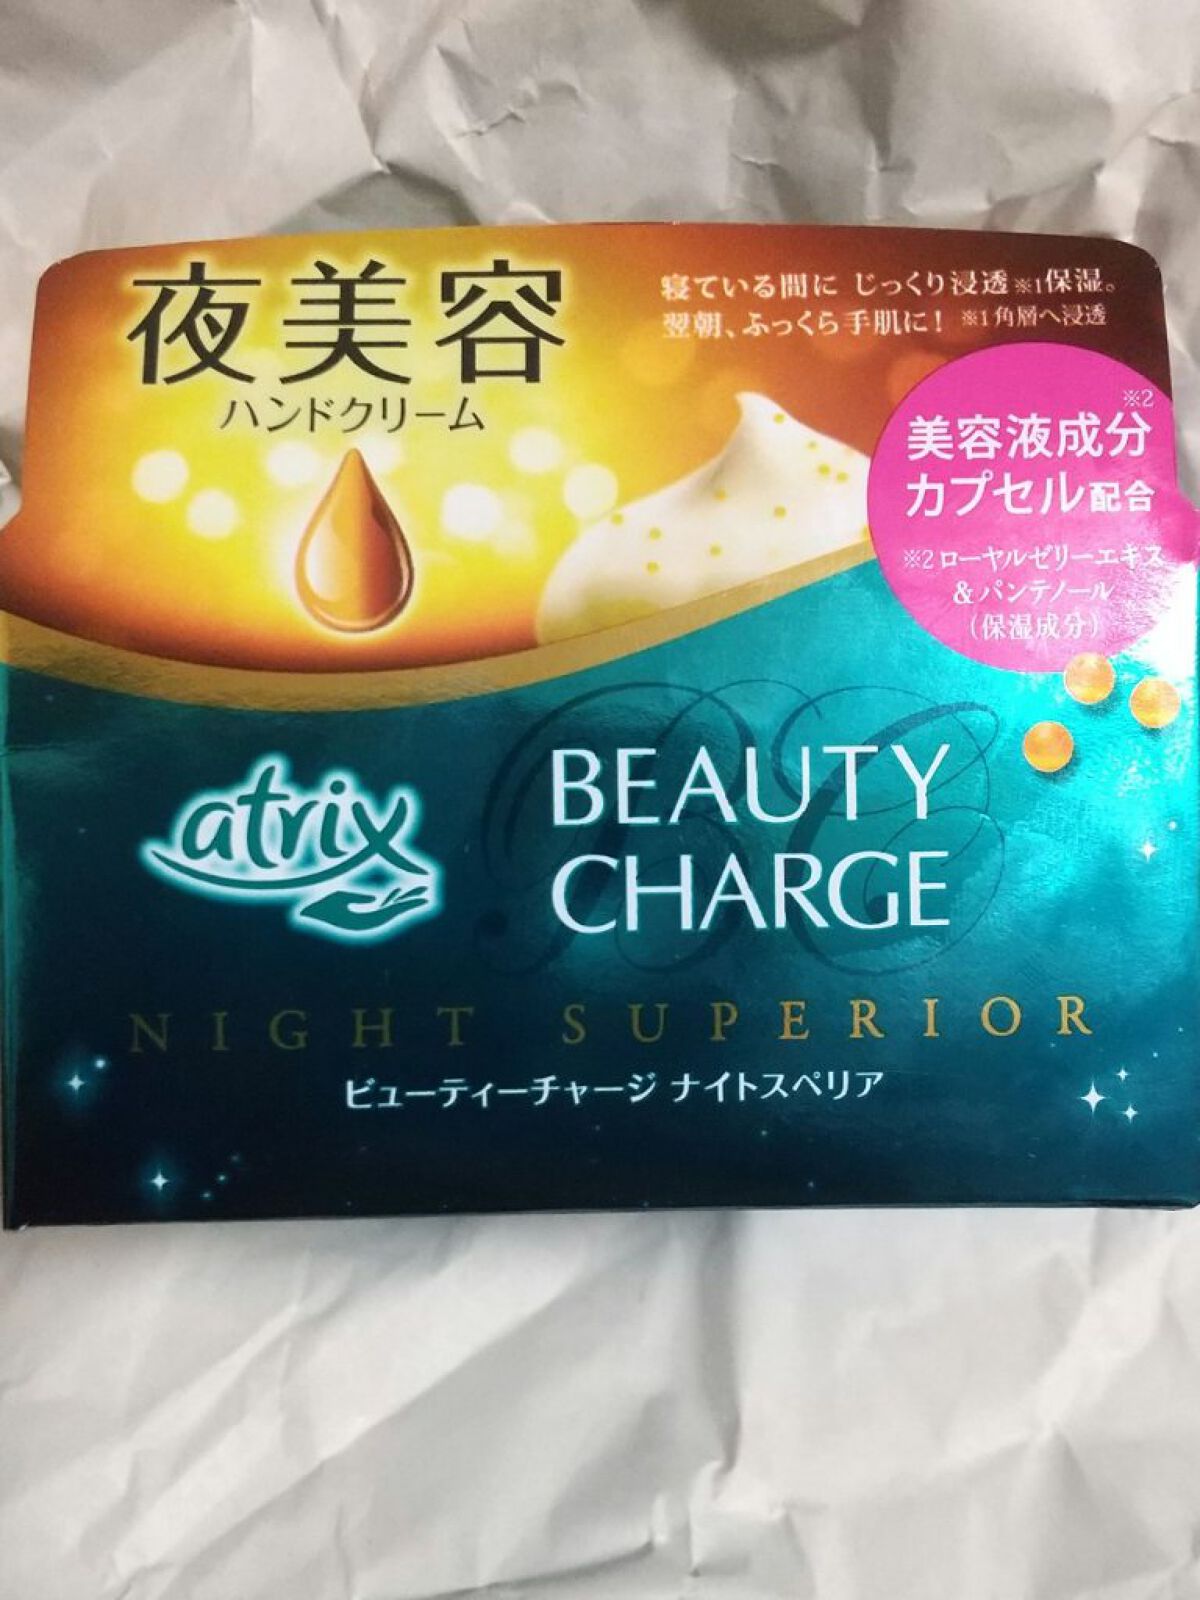 夜美容
ハンドクリーム
寝ている間に じっくり浸透※1保湿。
翌朝、ふっくら手肌に! ※1角層へ浸透
※2
美容液成分
カプセル配合
※2 ローヤルゼリーエキス
&パンテノール
(保湿成分)
BC
atrix
BEAUTY
CHARGE
NIGHT SUPERIOR
ビューティーチャージ ナイトスペリア